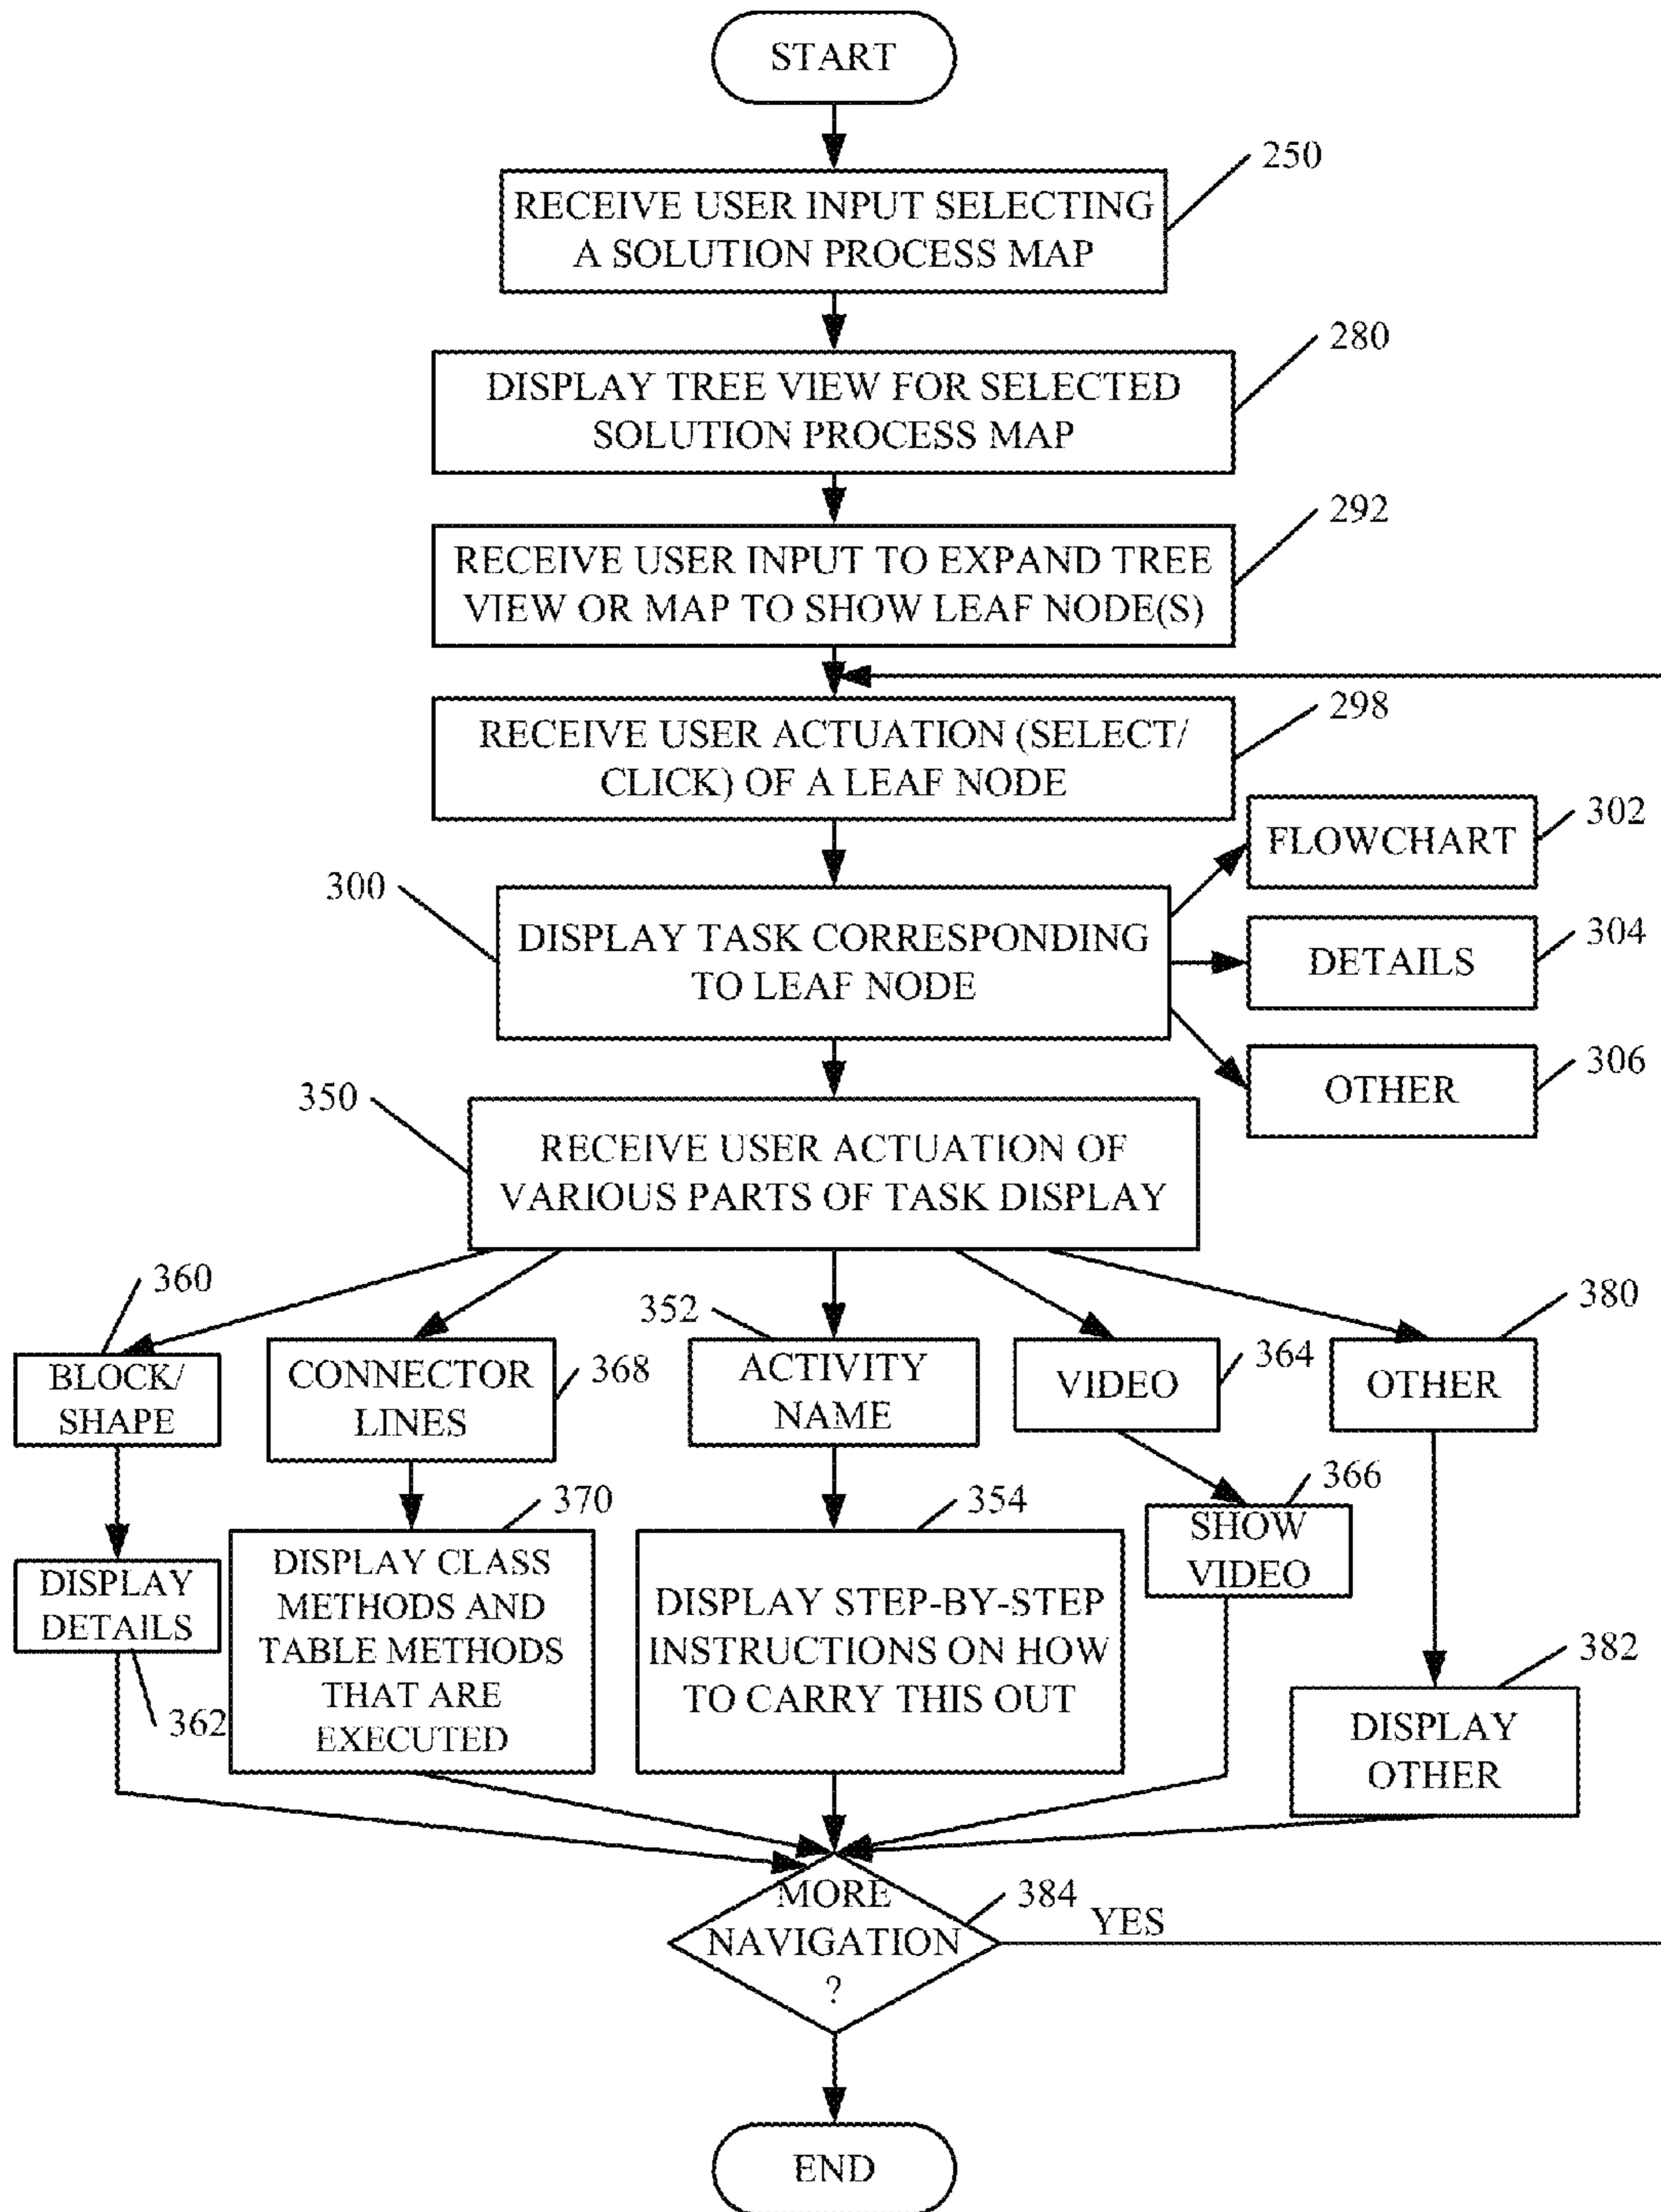 START
250
RECEIVE USER INPUT SELECTING
A SOLUTION PROCESS MAP
280
DISPLAY TREE VIEW FOR SELECTED
SOLUTION PROCESS MAP
292
RECEIVE USER INPUT TO EXPAND TREE
VIEW OR MAP TO SHOW LEAF NODE(S)
298
RECEIVE USER ACTUATION (SELECT/
CLICK) OF A LEAF NODE
302
FLOWCHART
300
DISPLAY TASK CORRESPONDING
TO LEAF NODE
304
DETAILS
306
OTHER
350
RECEIVE USER ACTUATION OF
VARIOUS PARTS OF TASK DISPLAY
360
BLOCK/
SHAPE
CONNECTOR
LINES
368
352
ACTIVITY
NAME
VIDEO
364
380
OTHER
DISPLAY
DETAILS
362
370
DISPLAY CLASS
METHODS AND
TABLE METHODS
THAT ARE
EXECUTED
354
DISPLAY STEP-BY-STEP
INSTRUCTIONS ON HOW
TO CARRY THIS OUT
366
SHOW
VIDEO
382
DISPLAY
OTHER
MORE
NAVIGATION
?
384
YES
END